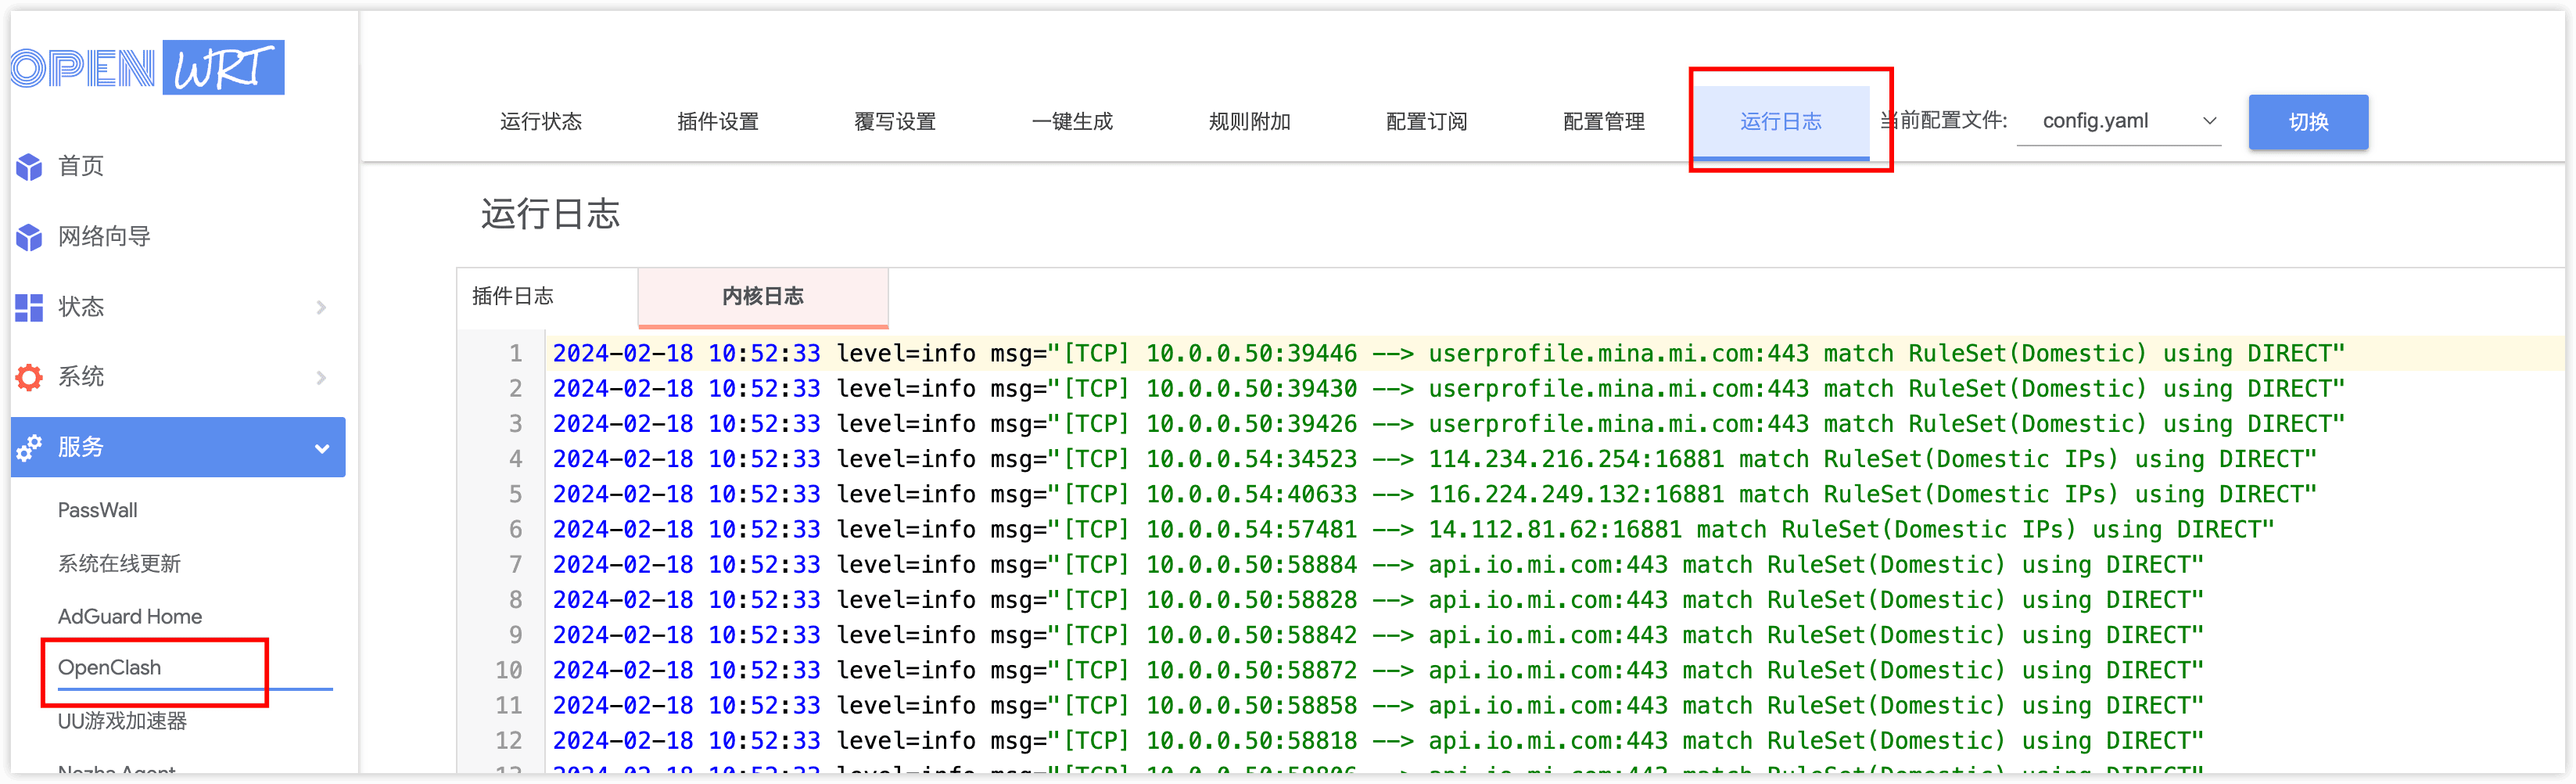 OPENWRT
首页
网络向导
状态
系统
服务
PassWall
系统在线更新
AdGuard Home
OpenClash
UU游戏加速器
Nezha Agent
运行状态 插件设置 覆写设置 一键生成 规则附加 配置订阅 配置管理 运行日志 当前配置文件: config.yaml 切换
运行日志
插件日志 内核日志
1 2024-02-18 10:52:33 level=info msg="[TCP] 10.0.0.50:39446 --> userprofile.mina.mi.com:443 match RuleSet(Domestic) using DIRECT"
2 2024-02-18 10:52:33 level=info msg="[TCP] 10.0.0.50:39430 --> userprofile.mina.mi.com:443 match RuleSet(Domestic) using DIRECT"
3 2024-02-18 10:52:33 level=info msg="[TCP] 10.0.0.50:39426 --> userprofile.mina.mi.com:443 match RuleSet(Domestic) using DIRECT"
4 2024-02-18 10:52:33 level=info msg="[TCP] 10.0.0.54:34523 --> 114.234.216.254:16881 match RuleSet(Domestic IPs) using DIRECT"
5 2024-02-18 10:52:33 level=info msg="[TCP] 10.0.0.54:40633 --> 116.224.249.132:16881 match RuleSet(Domestic IPs) using DIRECT"
6 2024-02-18 10:52:33 level=info msg="[TCP] 10.0.0.54:57481 --> 14.112.81.62:16881 match RuleSet(Domestic IPs) using DIRECT"
7 2024-02-18 10:52:33 level=info msg="[TCP] 10.0.0.50:58884 --> api.io.mi.com:443 match RuleSet(Domestic) using DIRECT"
8 2024-02-18 10:52:33 level=info msg="[TCP] 10.0.0.50:58828 --> api.io.mi.com:443 match RuleSet(Domestic) using DIRECT"
9 2024-02-18 10:52:33 level=info msg="[TCP] 10.0.0.50:58842 --> api.io.mi.com:443 match RuleSet(Domestic) using DIRECT"
10 2024-02-18 10:52:33 level=info msg="[TCP] 10.0.0.50:58872 --> api.io.mi.com:443 match RuleSet(Domestic) using DIRECT"
11 2024-02-18 10:52:33 level=info msg="[TCP] 10.0.0.50:58858 --> api.io.mi.com:443 match RuleSet(Domestic) using DIRECT"
12 2024-02-18 10:52:33 level=info msg="[TCP] 10.0.0.50:58818 --> api.io.mi.com:443 match RuleSet(Domestic) using DIRECT"